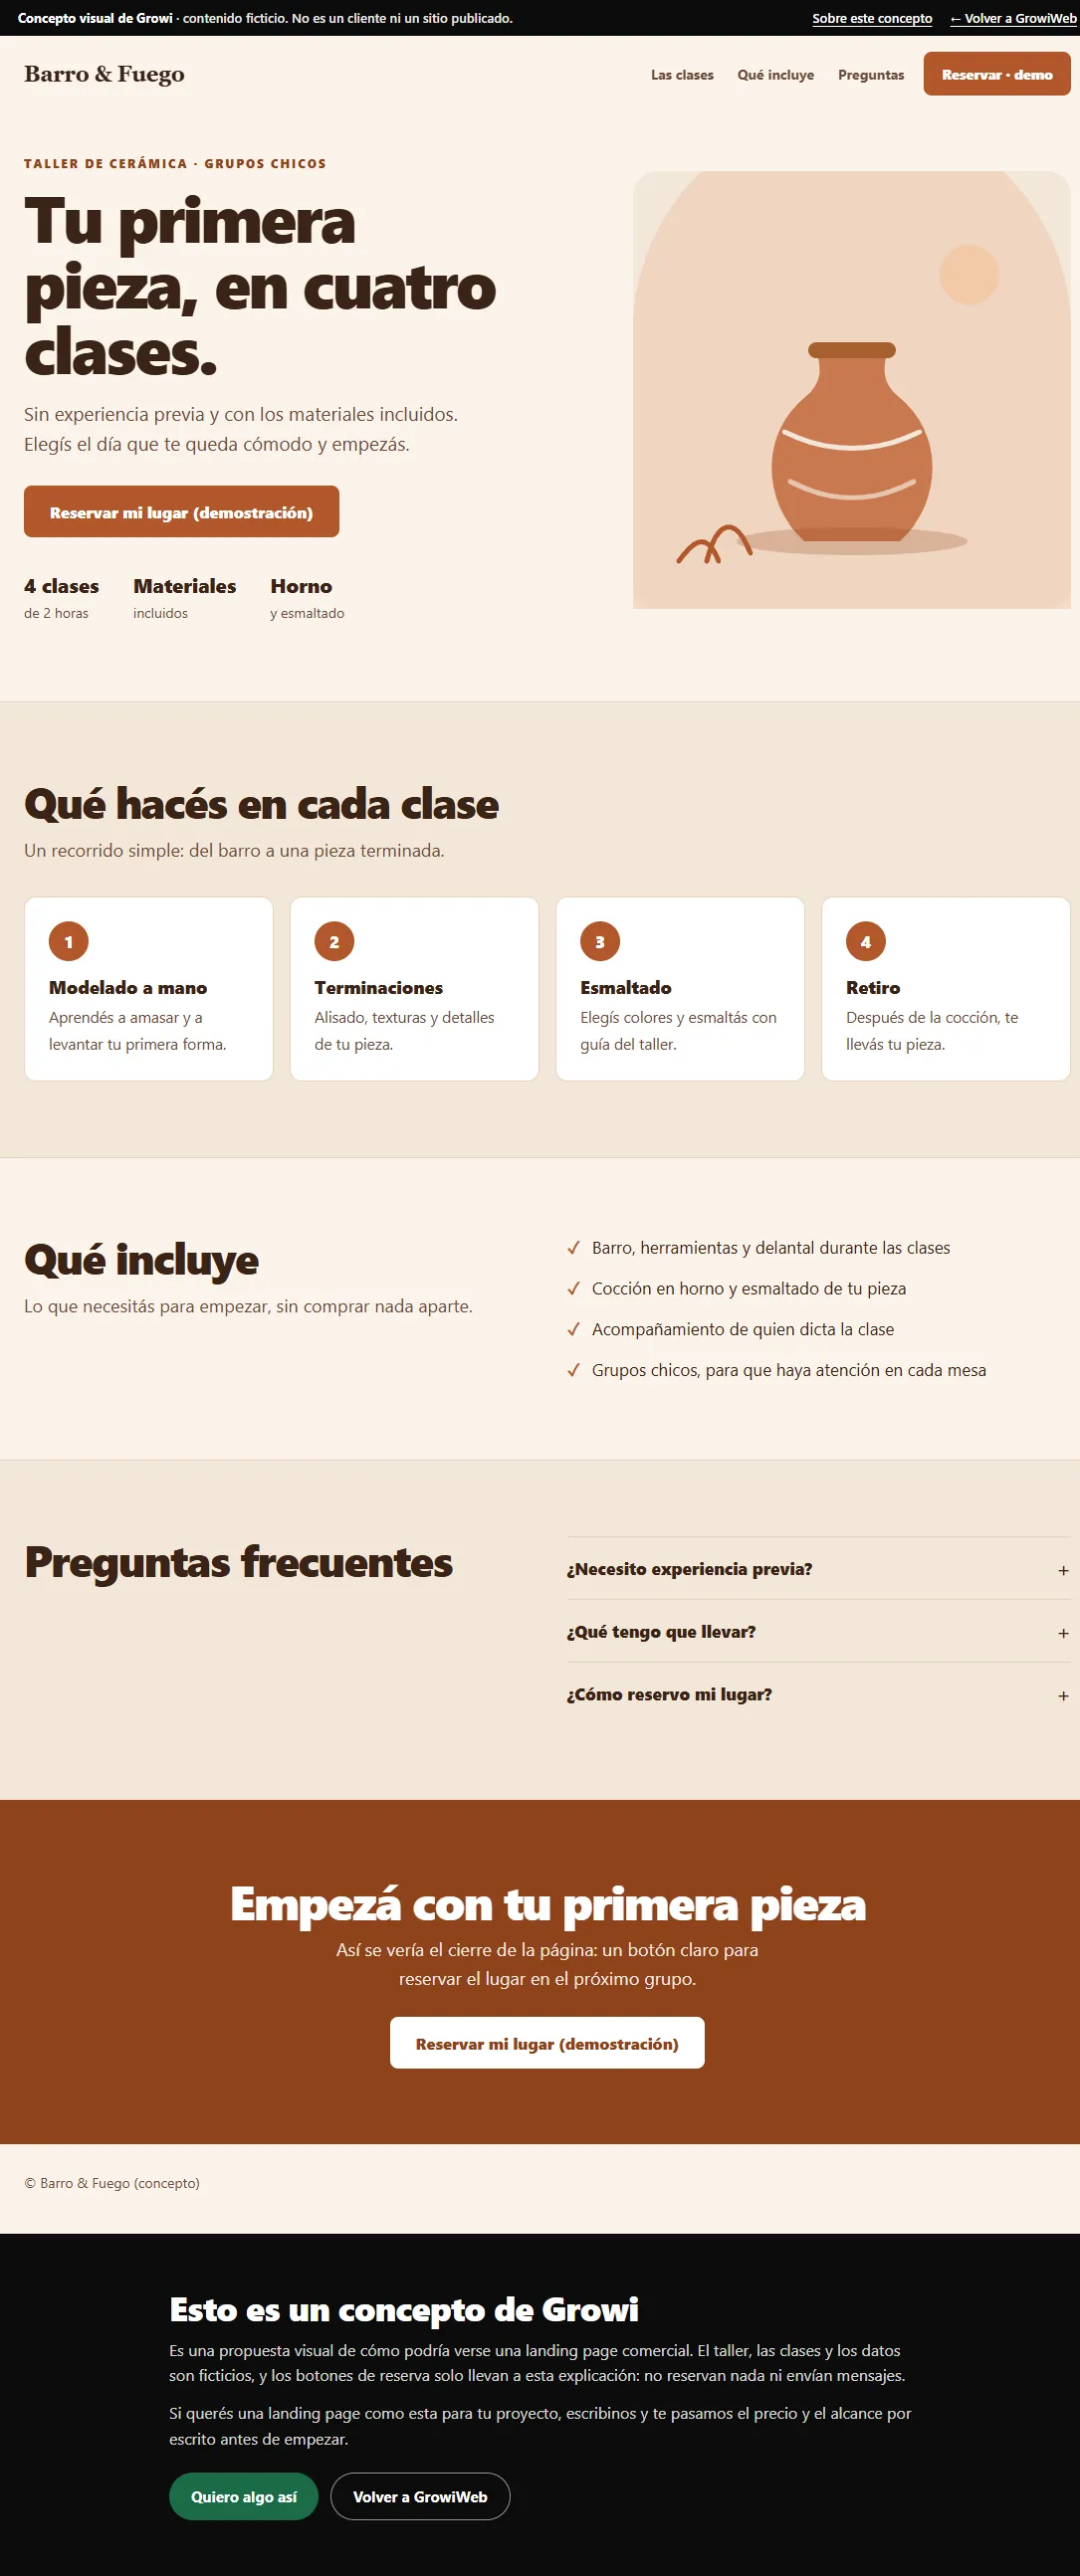 Concepto visual de Growi · contenido ficticio. No es un cliente ni un sitio publicado.
Sobre este concepto
← Volver a GrowiWeb
Barro & Fuego
Las clases
Qué incluye
Preguntas
Reservar · demo
TALLER DE CERÁMICA · GRUPOS CHICOS
Tu primera
pieza, en cuatro
clases.
Sin experiencia previa y con los materiales incluidos.
Elegís el día que te queda cómodo y empezás.
Reservar mi lugar (demostración)
4 clases
de 2 horas
Materiales
incluidos
Horno
y esmaltado
Qué hacés en cada clase
Un recorrido simple: del barro a una pieza terminada.
1
Modelado a mano
Aprendés a amasar y a
levantar tu primera forma.
2
Terminaciones
Alisado, texturas y detalles
de tu pieza.
3
Esmaltado
Elegís colores y esmaltás con
guía del taller.
4
Retiro
Después de la cocción, te
llevás tu pieza.
Qué incluye
Lo que necesitás para empezar, sin comprar nada aparte.
✓ Barro, herramientas y delantal durante las clases
✓ Cocción en horno y esmaltado de tu pieza
✓ Acompañamiento de quien dicta la clase
✓ Grupos chicos, para que haya atención en cada mesa
Preguntas frecuentes
¿Necesito experiencia previa? +
¿Qué tengo que llevar? +
¿Cómo reservo mi lugar? +
Empezá con tu primera pieza
Así se vería el cierre de la página: un botón claro para
reservar el lugar en el próximo grupo.
Reservar mi lugar (demostración)
© Barro & Fuego (concepto)
Esto es un concepto de Growi
Es una propuesta visual de cómo podría verse una landing page comercial. El taller, las clases y los datos
son ficticios, y los botones de reserva solo llevan a esta explicación: no reservan nada ni envían mensajes.
Si querés una landing page como esta para tu proyecto, escribinos y te pasamos el precio y el alcance por
escrito antes de empezar.
Quiero algo así
Volver a GrowiWeb